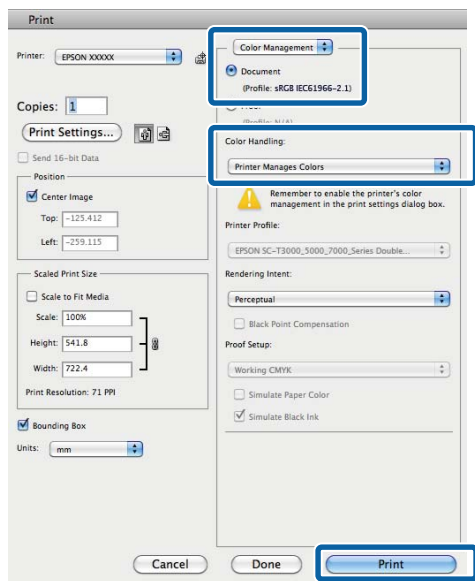 Print
Printer: EPSON XXXXX
Copies: 1
Print Settings...
Send 16-bit Data
Position
Center Image
Top: -125.412
Left: -259.115
Scaled Print Size
Scale to Fit Media
Scale: 100%
Height: 541.8
Width: 722.4
Print Resolution: 71 PPI
Bounding Box
Units: mm
Color Management
Document
(Profile: sRGB IEC61966-2.1)
Color Handling:
Printer Manages Colors
Remember to enable the printer's color
management in the print settings dialog box.
Printer Profile:
EPSON SC-T3000_5000_7000_Series Double...
Rendering Intent:
Perceptual
Black Point Compensation
Proof Setup:
Working CMYK
Simulate Paper Color
Simulate Black Ink
Cancel
Done
Print